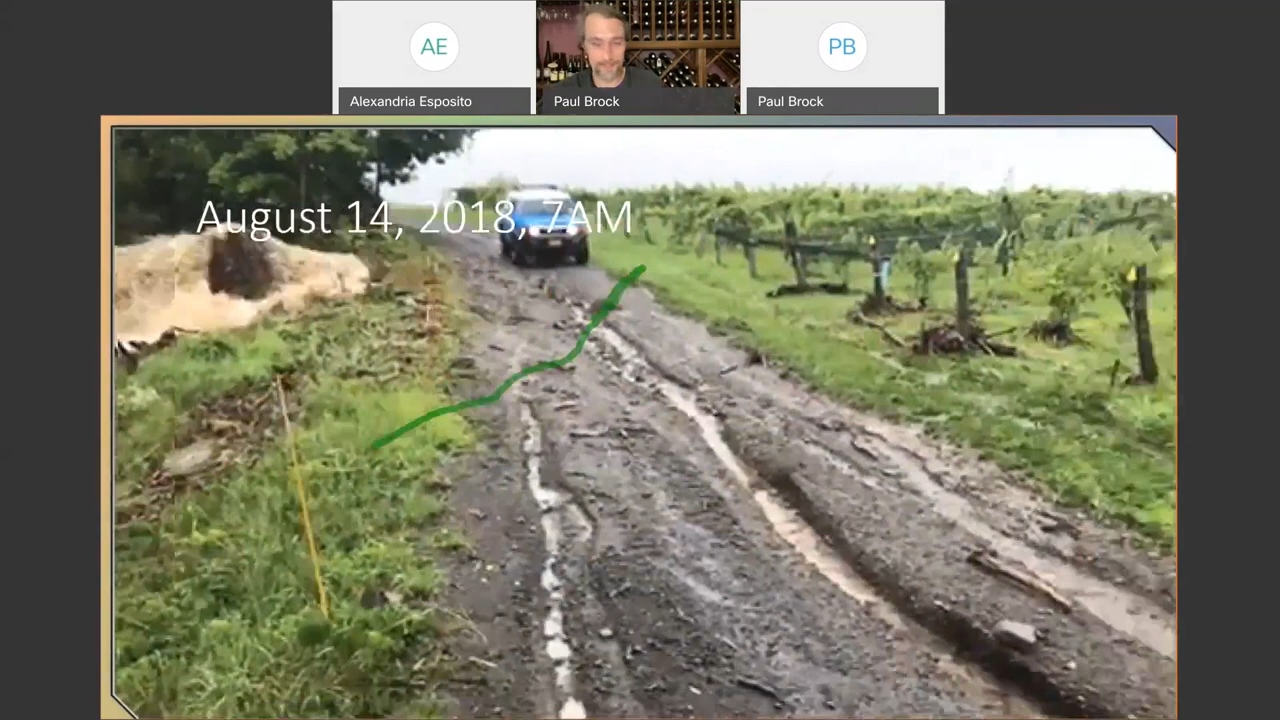 AE
Alexandria Esposito
Paul Brock
PB
Paul Brock
August 14, 2018, 7AM